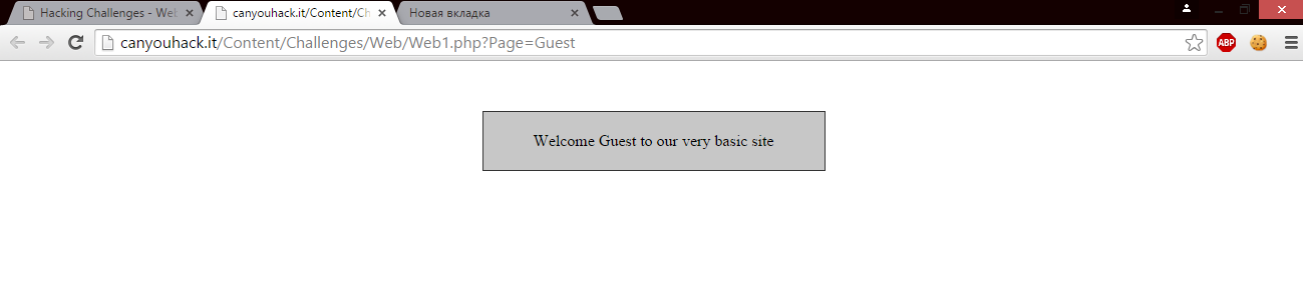 Hacking Challenges - Web
canyouhack.it/Content/Ch
Новая вкладка
canyouhack.it/Content/Challenges/Web/Web1.php?Page=Guest
ABP
Welcome Guest to our very basic site